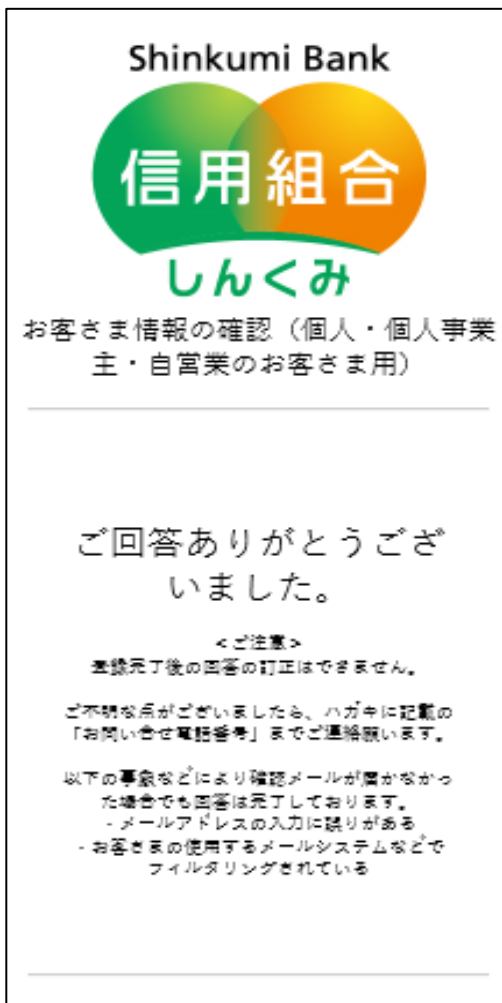 Shinkumi Bank
信用組合
しんくみ
お客さま情報の確認（個人・個人事業
主・自営業のお客さま用）
ご回答ありがとうござ
いました。
＜ご注意＞
登録完了後の回答の訂正はできません。
ご不明な点がございましたら、ハガキに記載の
「お問い合せ電話番号」までご連絡願います。
以下の事象などにより確認メールが届かなかっ
た場合でも回答は完了しております。
- メールアドレスの入力に誤りがある
- お客さまの使用するメールシステムなどで
フィルタリングされている